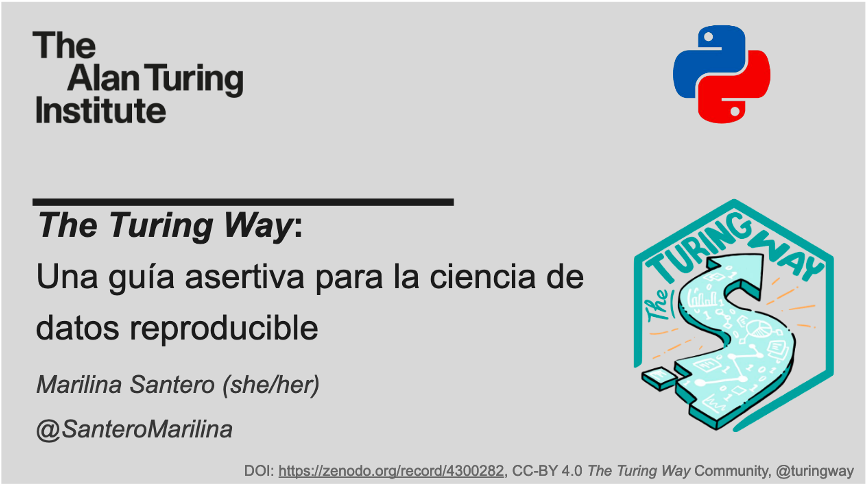 The
Alan Turing
Institute
The Turing Way:
Una guía asertiva para la ciencia de
datos reproducible
The
TURING WAY
Marilina Santero (she/her)
@SanteroMarilina
DOI: https://zenodo.org/record/4300282, CC-BY 4.0 The Turing Way Community, @turingway